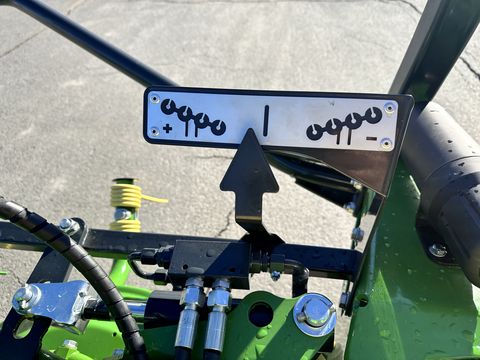 + | -